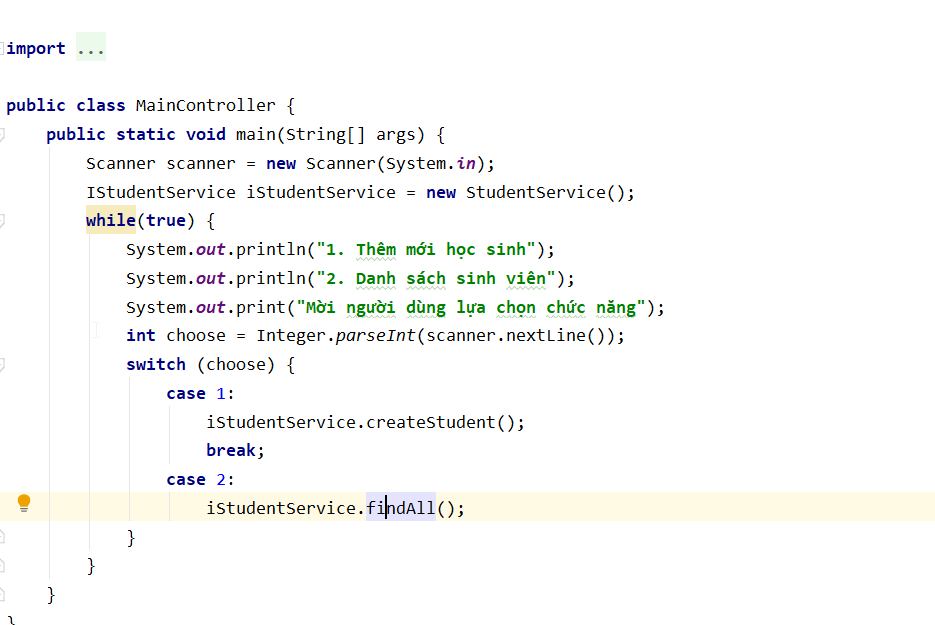 import ...
public class MainController {
public static void main(String[] args) {
Scanner scanner = new Scanner(System.in);
IStudentService iStudentService = new StudentService();
while(true) {
System.out.println("1. Thêm mới học sinh");
System.out.println("2. Danh sách sinh viên");
System.out.print("Mời người dùng lựa chọn chức năng");
int choose = Integer.parseInt(scanner.nextLine());
switch (choose) {
case 1:
iStudentService.createStudent();
break;
case 2:
iStudentService.findAll();
}
}
}
}